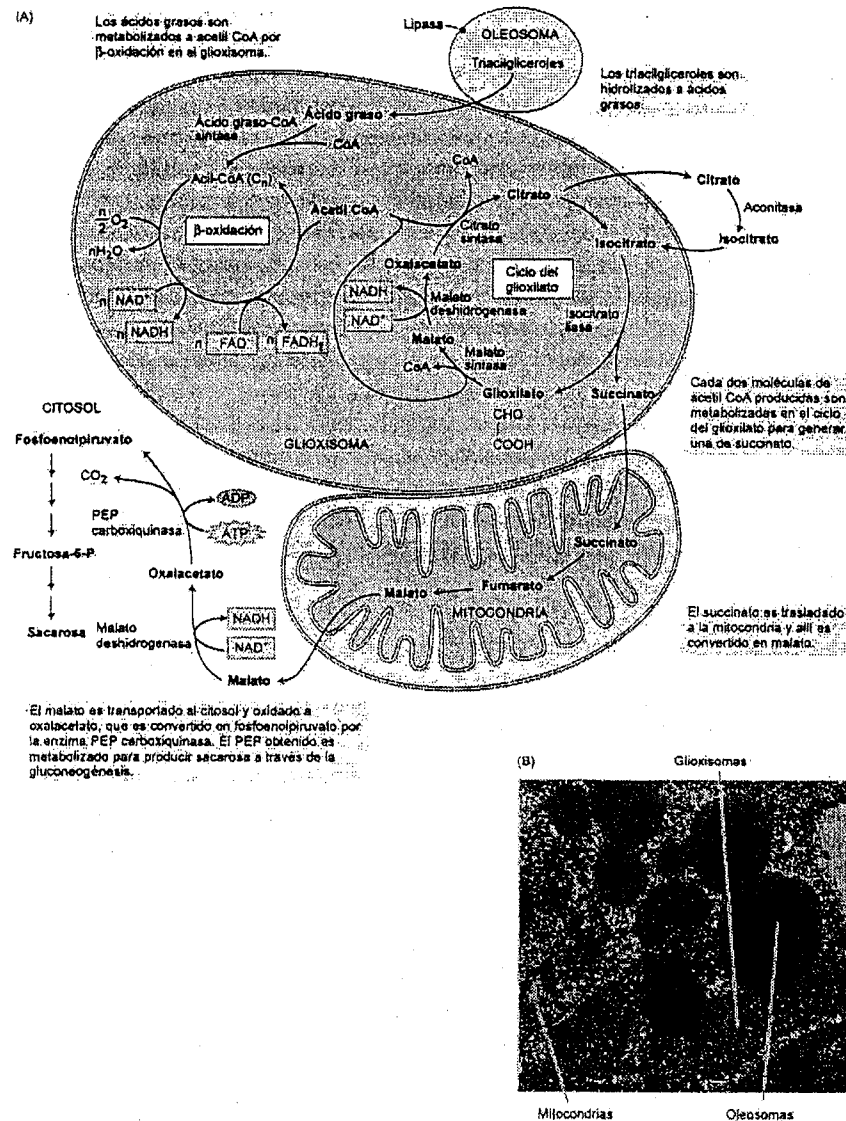 (A)
Los ácidos grasos son
metabolizados a acetil CoA por
β-oxidación en el glioxisoma.
Lipasa
OLEOSOMA
Triacilgliceroles
Los triacilgliceroles son
hidrolizados a ácidos
grasos.
Ácido graso-CoA
sintasa
Ácido graso
CoA
Acil-CoA (Cn)
n/2 O2
nH2O
β-oxidación
Acetil CoA
n NAD+
n NADH
n FAD
n FADH2
CoA
Citrato
Citrato
sintasa
Citrato
Aconitasa
Isocitrato
Isocitrato
Oxalacetato
Ciclo del
glioxilato
NADH
NAD+
Malato
deshidrogenasa
Isocitrato
liasa
Malato
Malato
sintasa
CoA
Glioxilato
CHO
COOH
Succinato
GLIOXISOMA
Cada dos moléculas de
acetil CoA producidas son
metabolizadas en el ciclo
del glioxilato para generar
una de succinato.
CITOSOL
Fosfoenolpiruvato
CO2
ADP
PEP
carboxiquinasa
ATP
Fructosa-6-P
Oxalacetato
Sacarosa
Malato
deshidrogenasa
NADH
NAD+
Malato
Succinato
Fumarato
Malato
MITOCONDRIA
El succinato es trasladado
a la mitocondria y allí es
convertido en malato.
El malato es transportado al citosol y oxidado a
oxalacetato, que es convertido en fosfoenolpiruvato por
la enzima PEP carboxiquinasa. El PEP obtenido es
metabolizado para producir sacarosa a través de la
gluconeogénesis.
(B)
Glioxisomas
Mitocondrias
Oleosomas